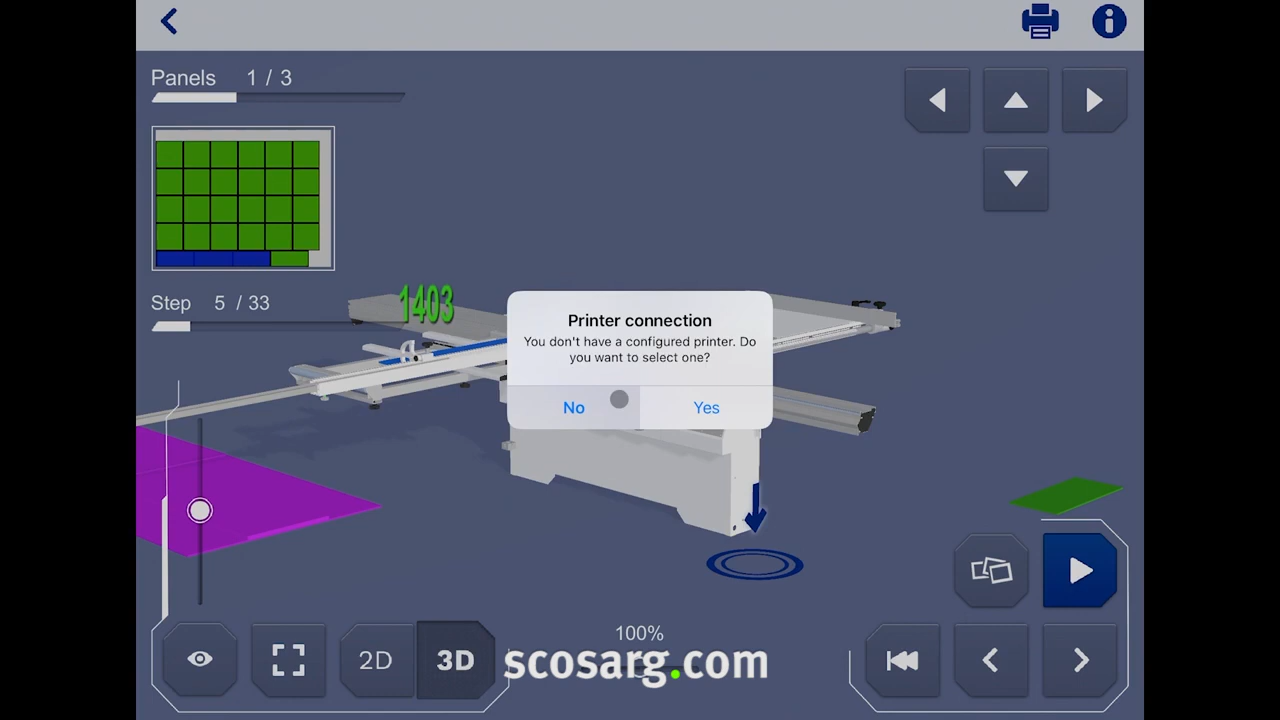 Panels 1 / 3
Step 5 / 33
1403
Printer connection
You don't have a configured printer. Do
you want to select one?
No Yes
100%
2D 3D
scosarg.com